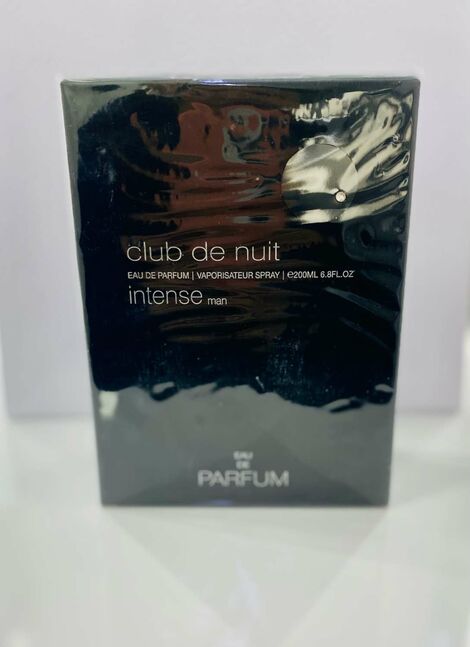 club de nuit
EAU DE PARFUM | VAPORISATEUR SPRAY | ℮200ML 6.8FL.OZ
intense man
EAU
DE
PARFUM